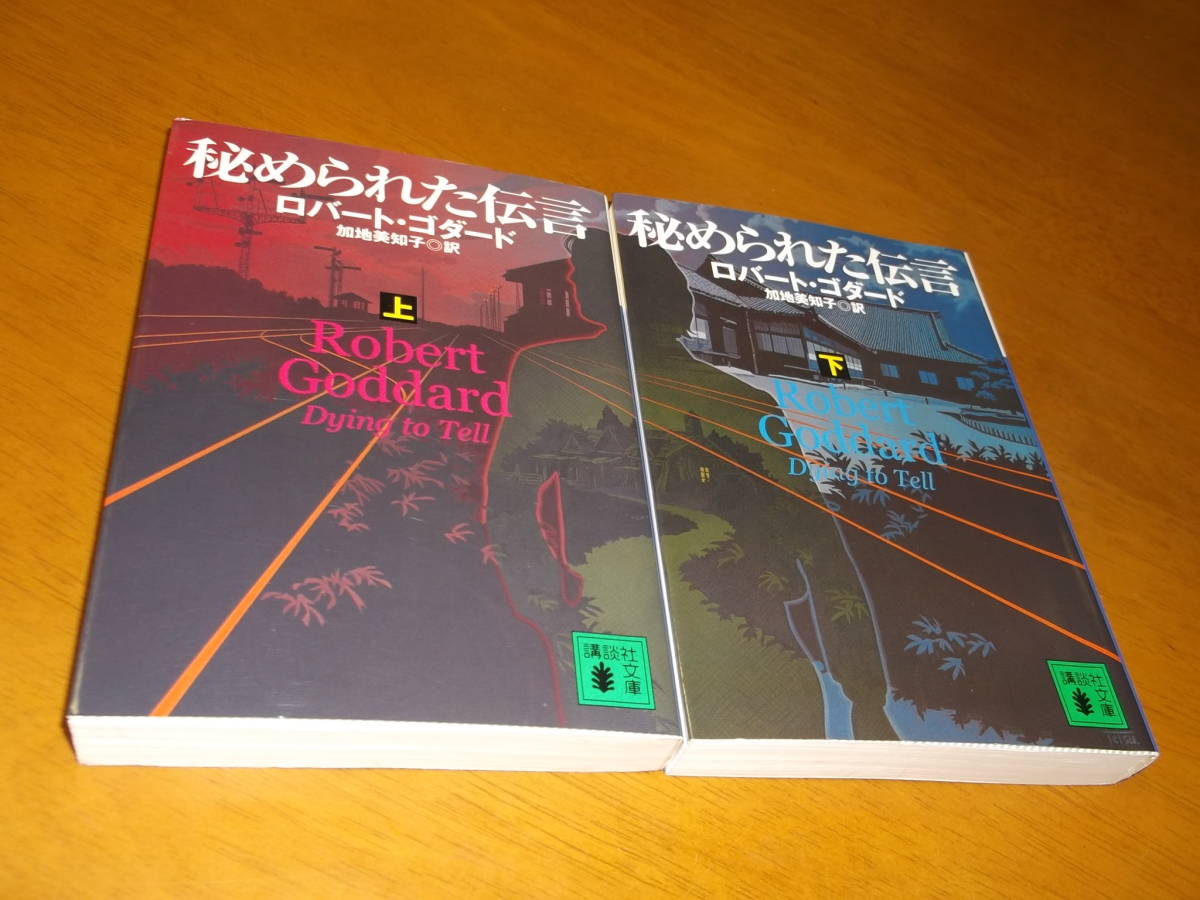 秘められた伝言
ロバート・ゴダード
加地美知子◎訳
上
Robert
Goddard
Dying to Tell
講談社
文庫
秘められた伝言
ロバート・ゴダード
加地美知子◎訳
下
Robert
Goddard
Dying to Tell
講談社
文庫